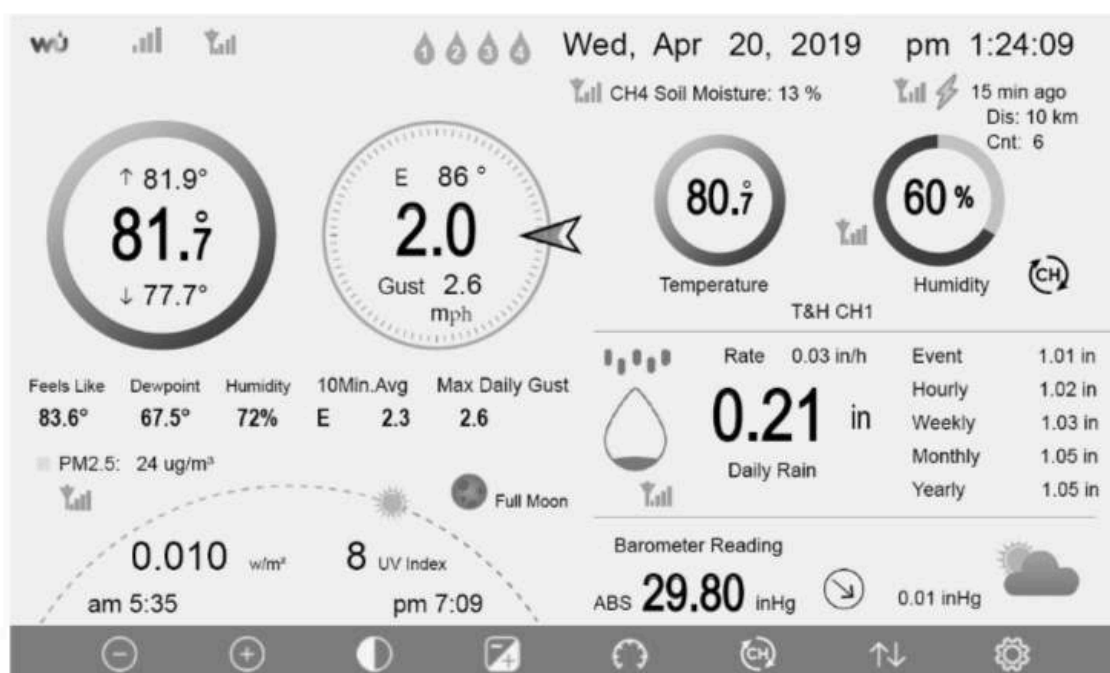 wu
1 2 3 4
Wed, Apr 20, 2019 pm 1:24:09
CH4 Soil Moisture: 13 %
15 min ago
Dis: 10 km
Cnt: 6
↑ 81.9°
81.7°
↓ 77.7°
E 86 °
2.0
Gust 2.6
mph
80.7°
Temperature
60 %
Humidity
CH
T&H CH1
Feels Like Dewpoint Humidity 10Min.Avg Max Daily Gust
83.6° 67.5° 72% E 2.3 2.6
PM2.5: 24 ug/m³
Full Moon
0.010 w/m² 8 UV Index
am 5:35 pm 7:09
Rate 0.03 in/h
0.21 in
Daily Rain
Event 1.01 in
Hourly 1.02 in
Weekly 1.03 in
Monthly 1.05 in
Yearly 1.05 in
Barometer Reading
ABS 29.80 inHg 0.01 inHg
CH